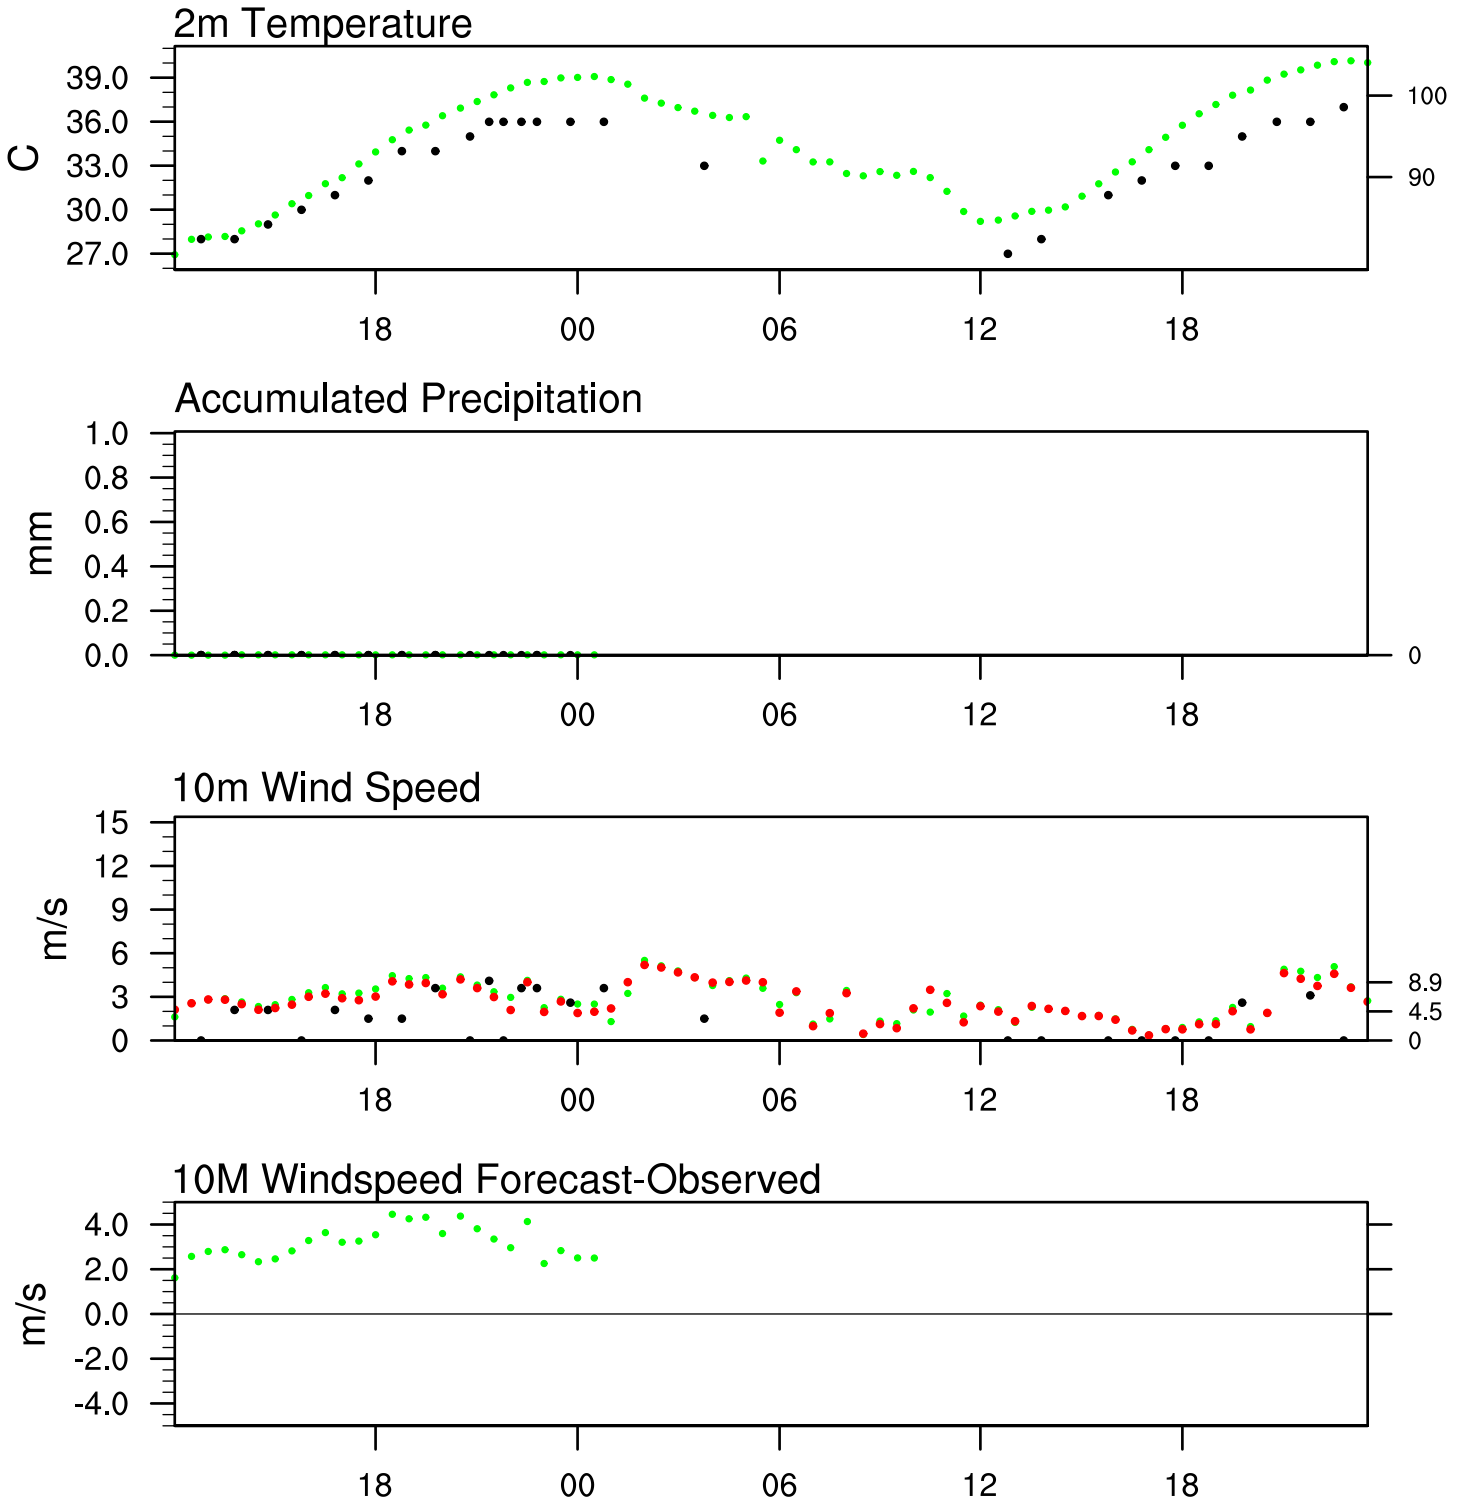 2m Temperature
39.0
36.0
33.0
30.0
27.0
C
100
90
18 00 06 12 18
Accumulated Precipitation
1.0
0.8
0.6
0.4
0.2
0.0
mm
0
18 00 06 12 18
10m Wind Speed
15
12
9
6
3
0
m/s
8.9
4.5
0
18 00 06 12 18
10M Windspeed Forecast-Observed
4.0
2.0
0.0
-2.0
-4.0
m/s
18 00 06 12 18